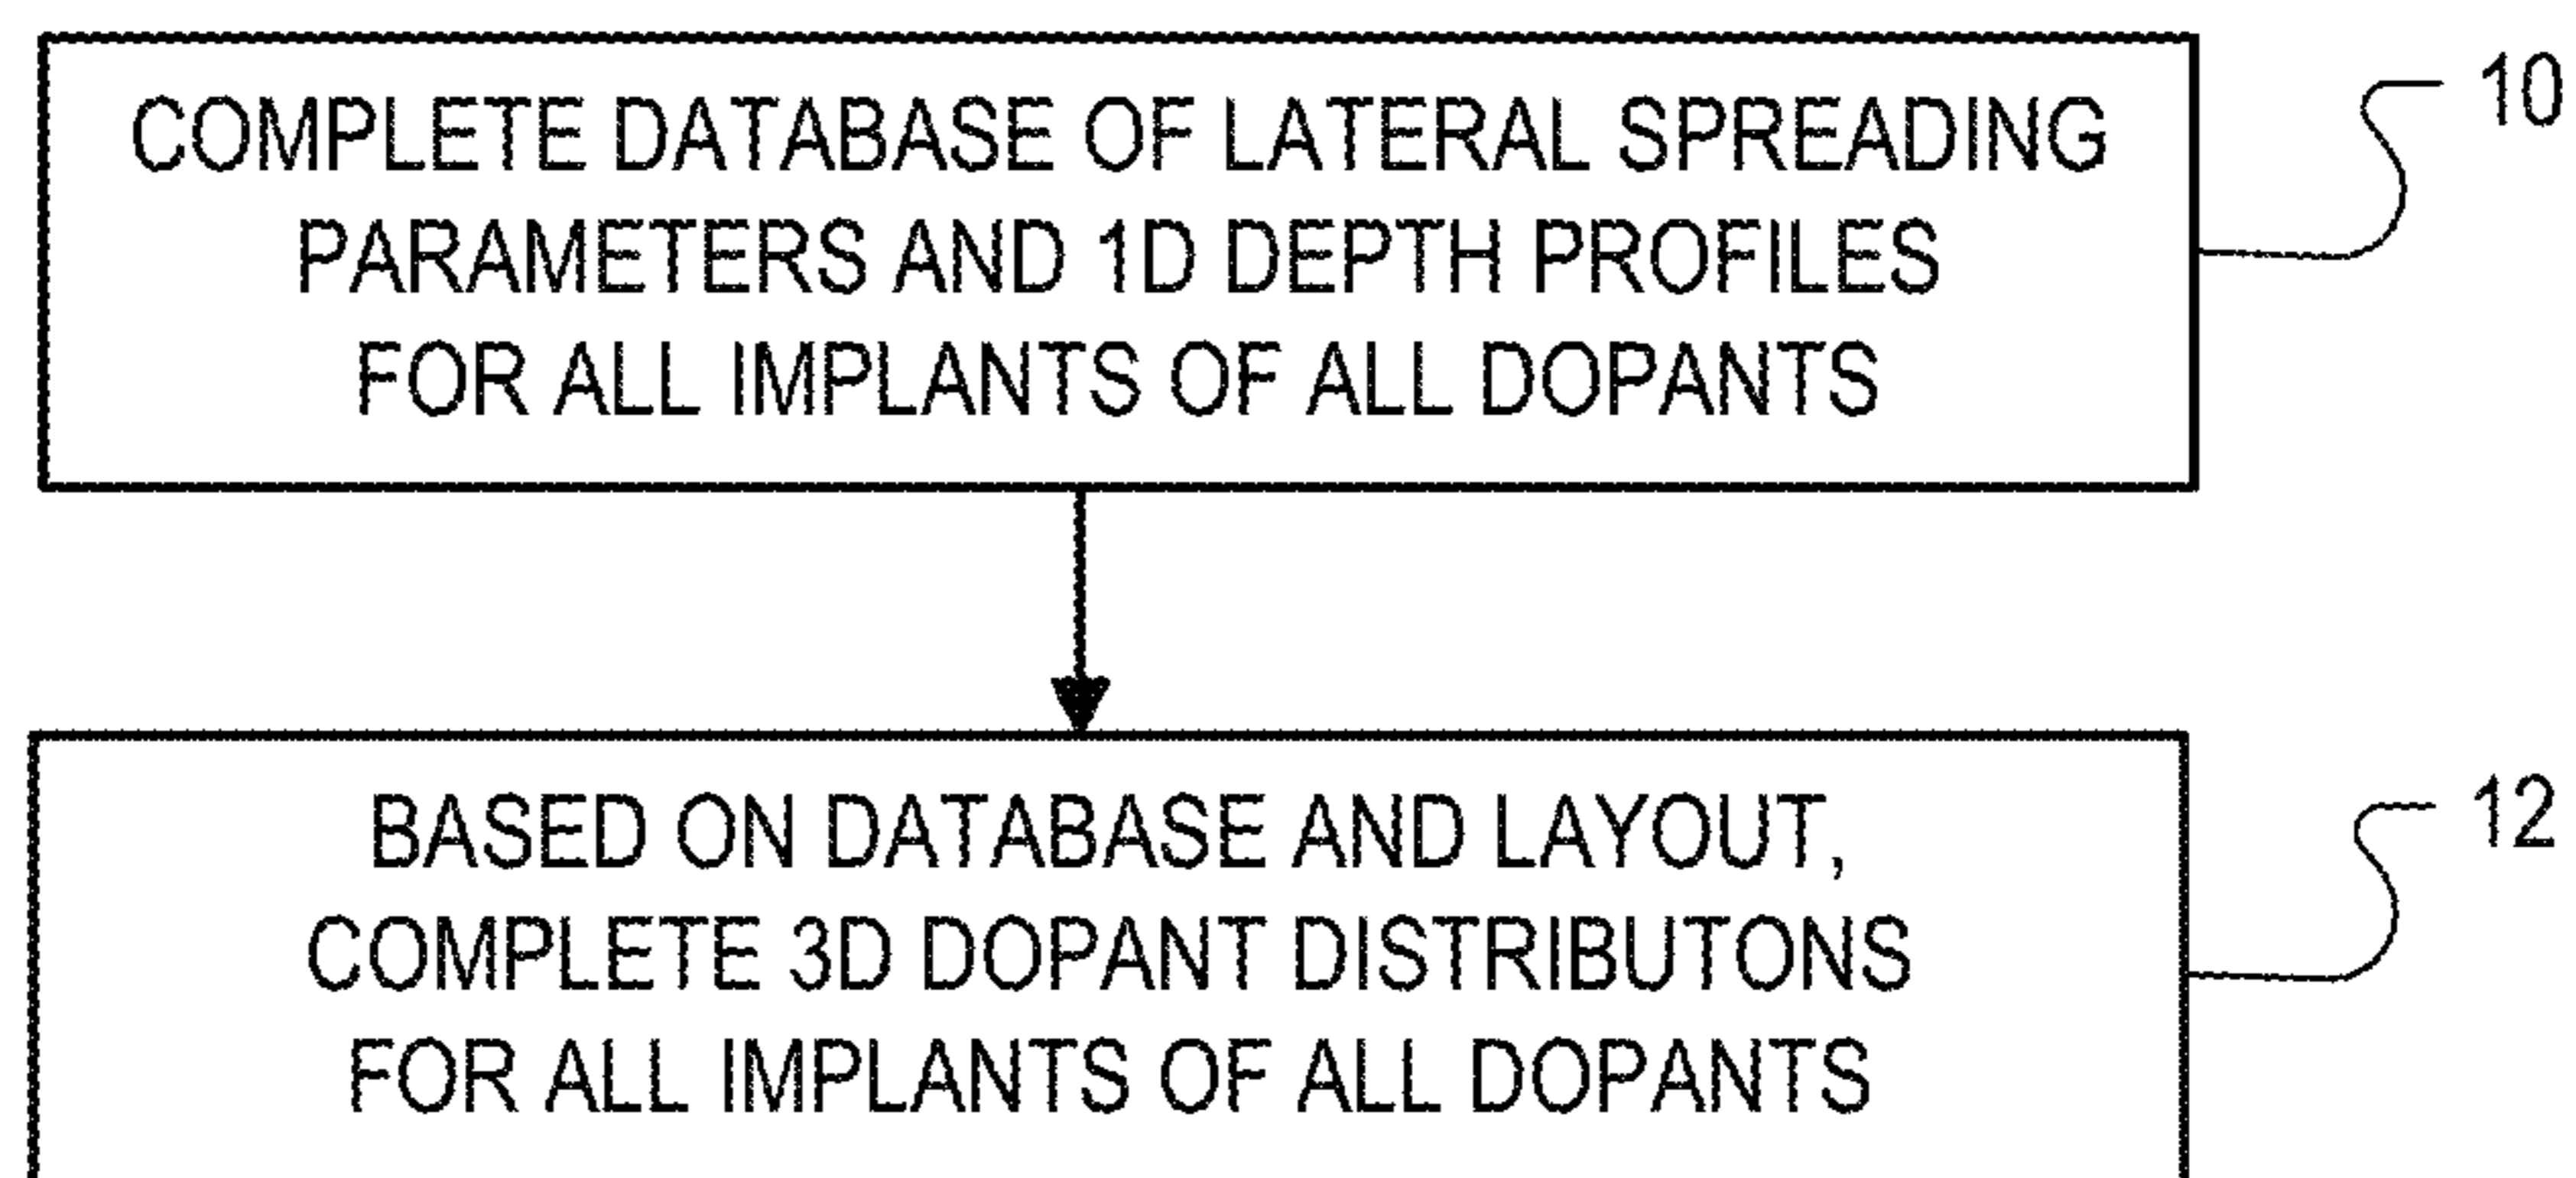 COMPLETE DATABASE OF LATERAL SPREADING
PARAMETERS AND 1D DEPTH PROFILES
FOR ALL IMPLANTS OF ALL DOPANTS
10
BASED ON DATABASE AND LAYOUT,
COMPLETE 3D DOPANT DISTRIBUTONS
FOR ALL IMPLANTS OF ALL DOPANTS
12